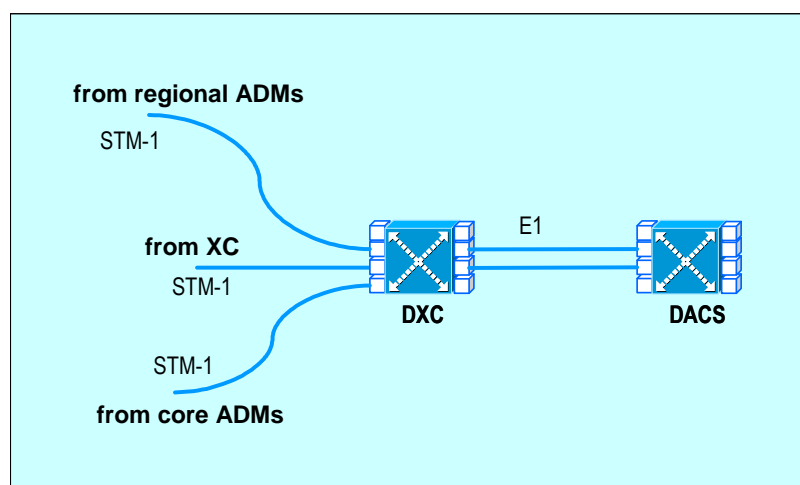 from regional ADMs
STM-1
E1
from XC
STM-1
DXC
DACS
STM-1
from core ADMs